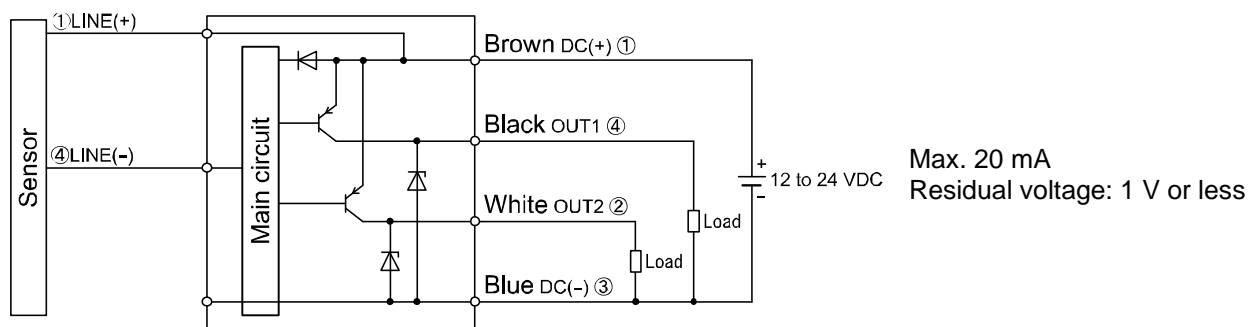 Sensor
①LINE(+)
④LINE(-)
Main circuit
Brown DC(+) ①
Black OUT1 ④
White OUT2 ②
Blue DC(-) ③
Load
Load
+
12 to 24 VDC
-
Max. 20 mA
Residual voltage: 1 V or less